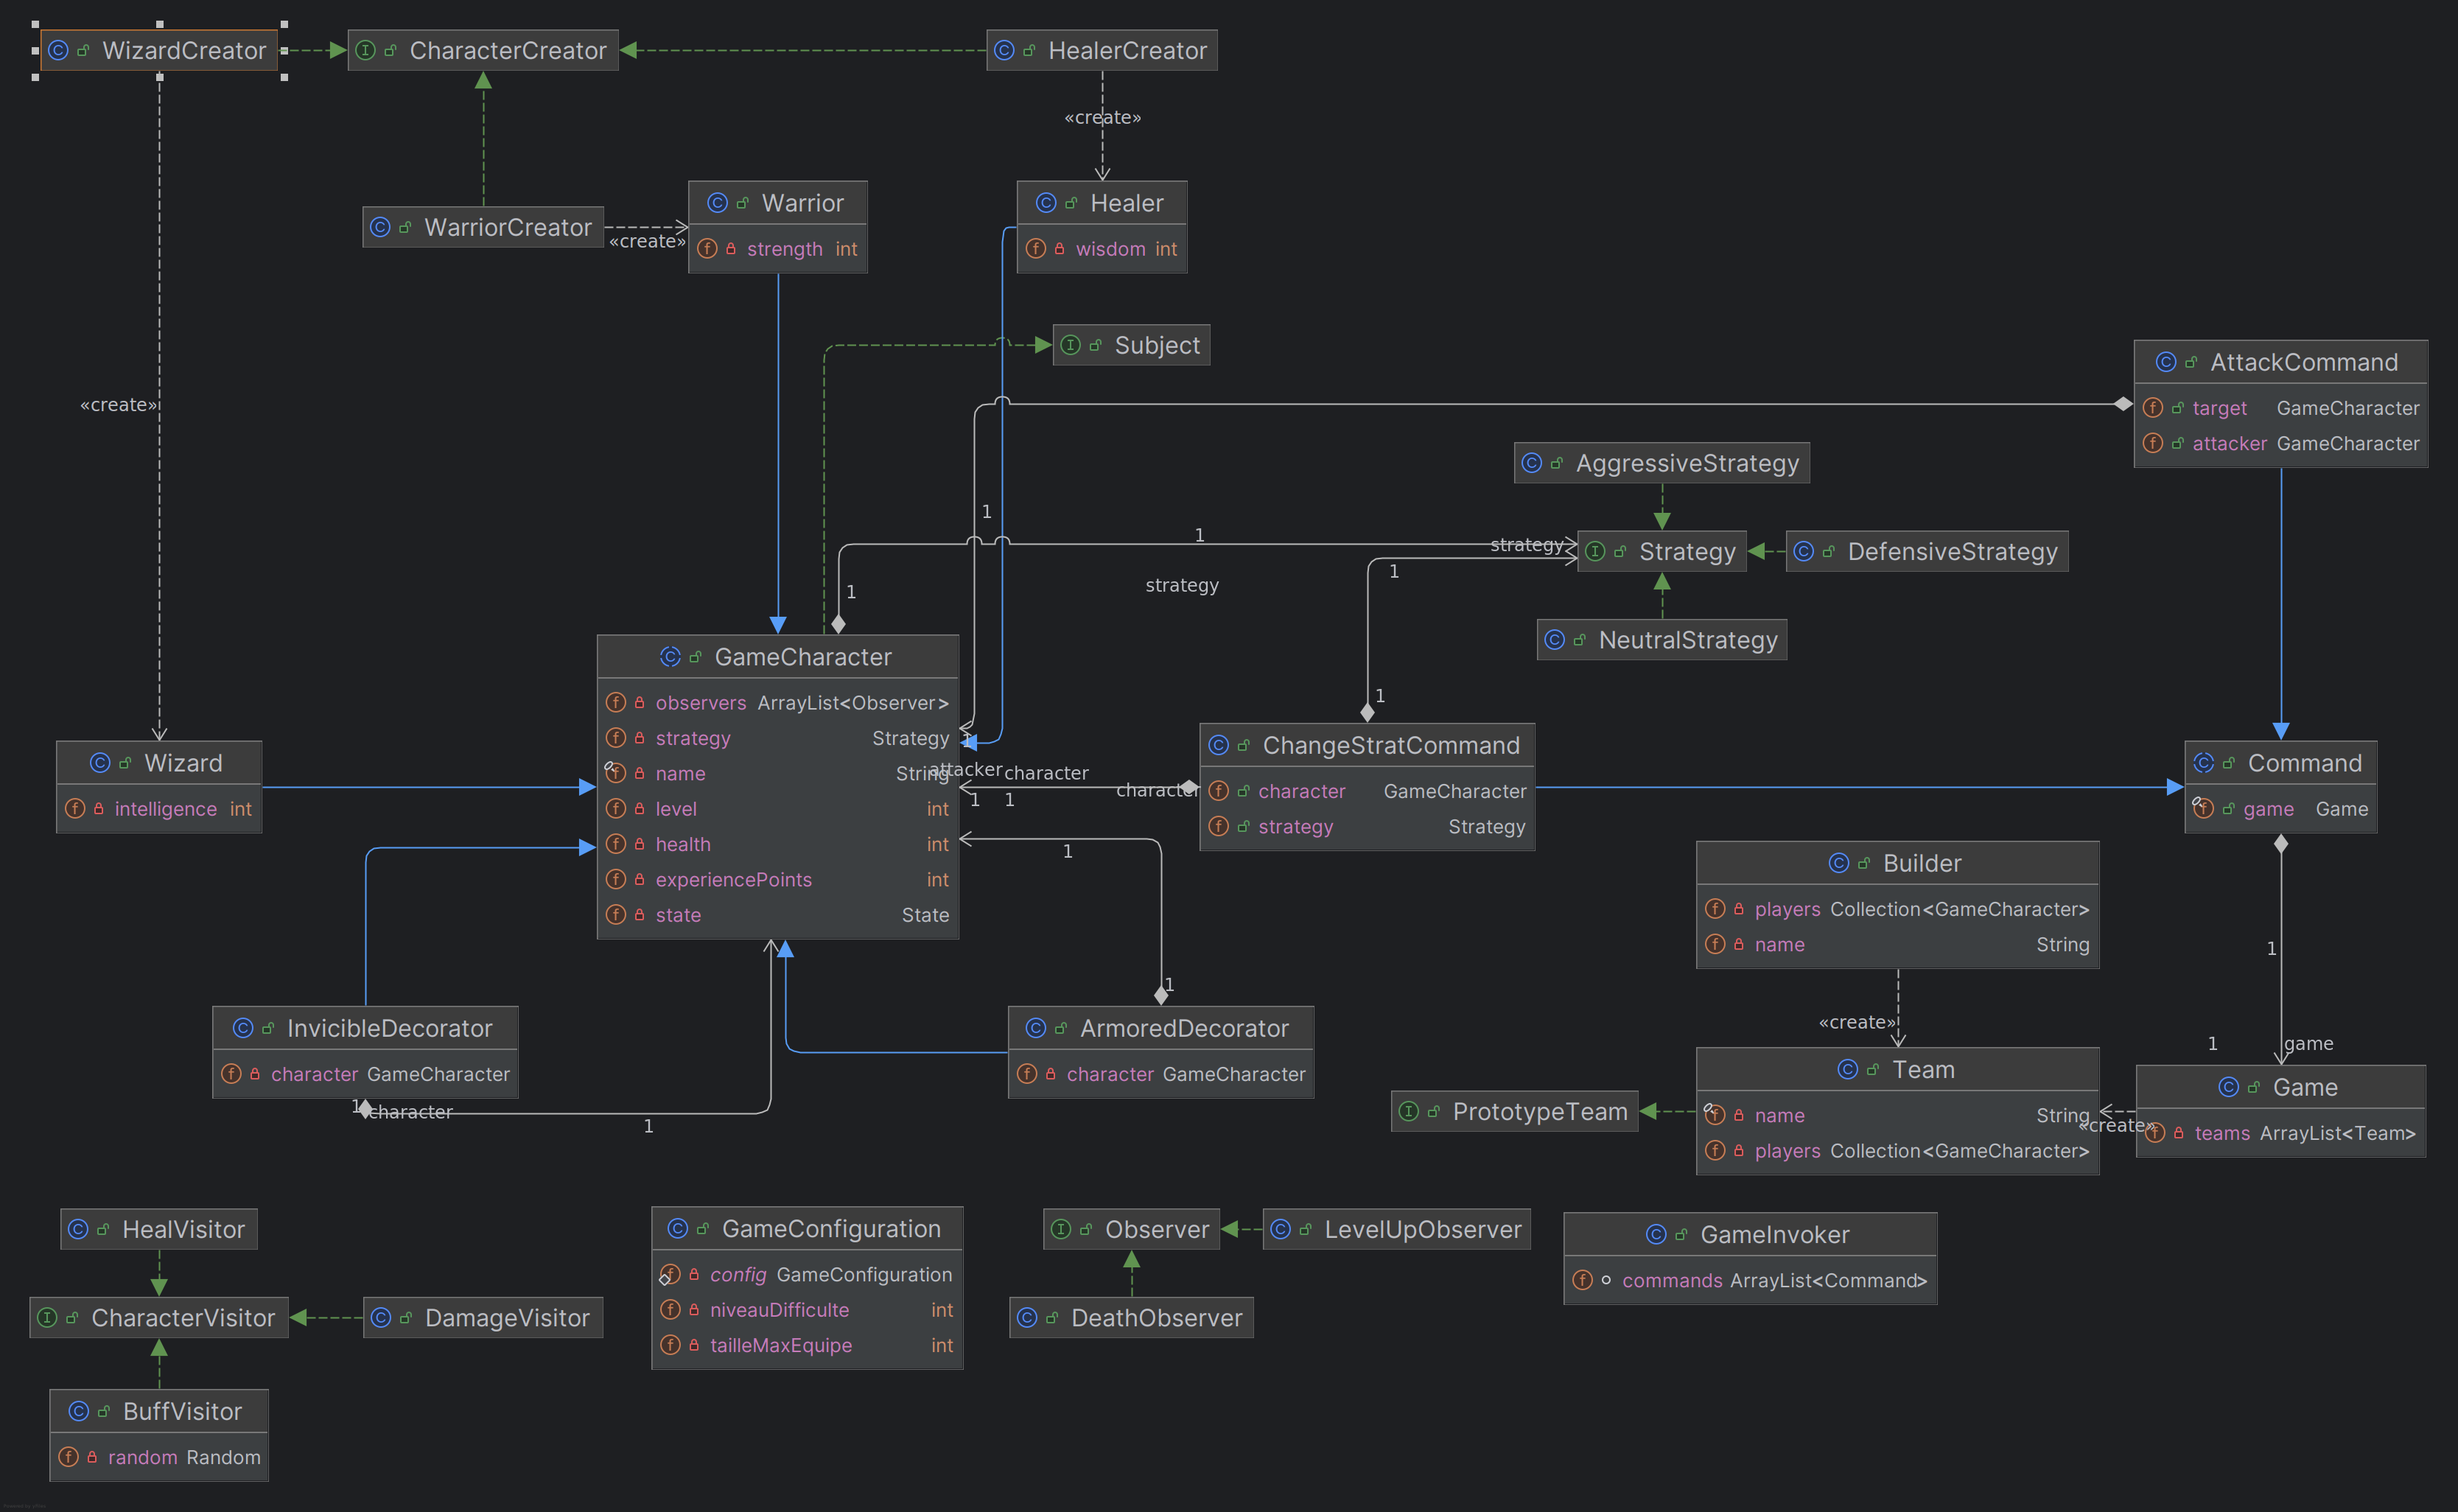 WizardCreator
CharacterCreator
HealerCreator
«create»
WarriorCreator
«create»
Warrior
strength int
Healer
wisdom int
Subject
«create»
AttackCommand
target GameCharacter
attacker GameCharacter
AggressiveStrategy
1
1
strategy
Strategy
DefensiveStrategy
1
1
strategy
NeutralStrategy
GameCharacter
observers ArrayList<Observer>
strategy Strategy
name String
level int
health int
experiencePoints int
state State
1
1
attacker
character
1
1
character
ChangeStratCommand
character GameCharacter
strategy Strategy
Wizard
intelligence int
Command
game Game
1
1
Builder
players Collection<GameCharacter>
name String
1
«create»
1
game
InvicibleDecorator
character GameCharacter
1
character
1
ArmoredDecorator
character GameCharacter
PrototypeTeam
Team
name String
players Collection<GameCharacter>
«create»
Game
teams ArrayList<Team>
HealVisitor
CharacterVisitor
DamageVisitor
BuffVisitor
random Random
GameConfiguration
config GameConfiguration
niveauDifficulte int
tailleMaxEquipe int
Observer
LevelUpObserver
DeathObserver
GameInvoker
commands ArrayList<Command>